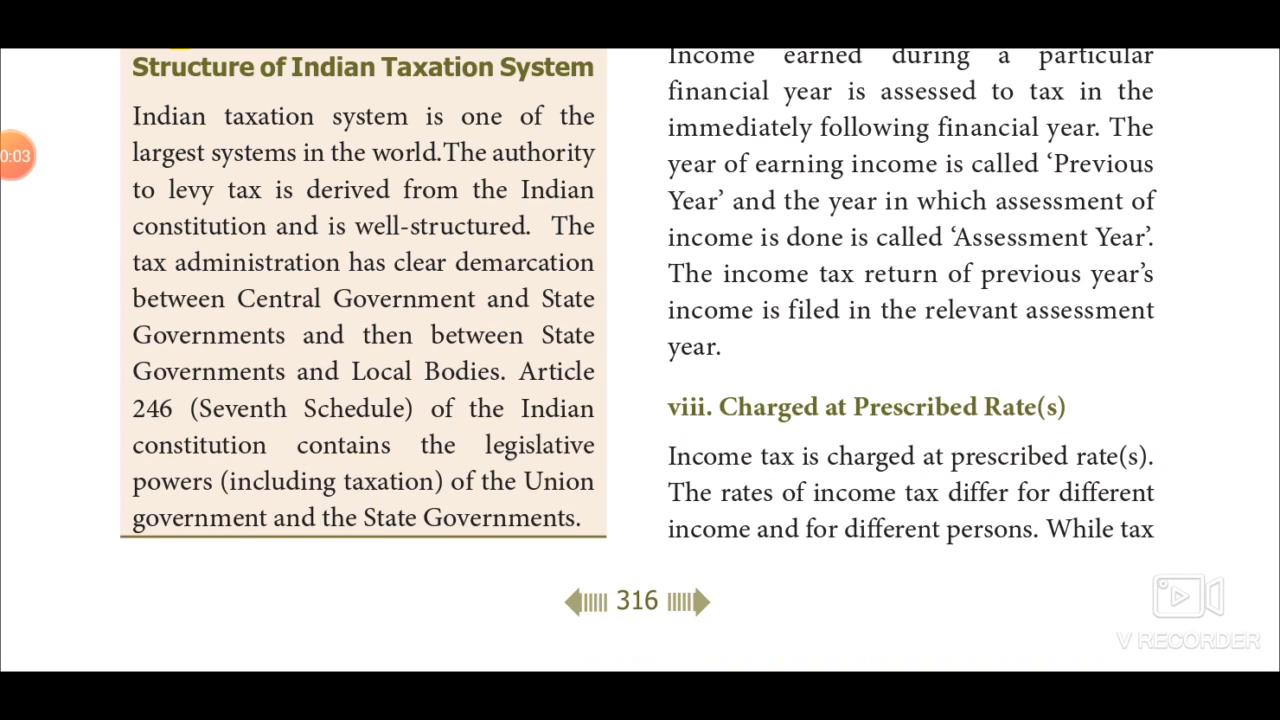 Structure of Indian Taxation System
Indian taxation system is one of the
largest systems in the world.The authority
to levy tax is derived from the Indian
constitution and is well-structured. The
tax administration has clear demarcation
between Central Government and State
Governments and then between State
Governments and Local Bodies. Article
246 (Seventh Schedule) of the Indian
constitution contains the legislative
powers (including taxation) of the Union
government and the State Governments.
Income earned during a particular
financial year is assessed to tax in the
immediately following financial year. The
year of earning income is called ‘Previous
Year’ and the year in which assessment of
income is done is called ‘Assessment Year’.
The income tax return of previous year’s
income is filed in the relevant assessment
year.
viii. Charged at Prescribed Rate(s)
Income tax is charged at prescribed rate(s).
The rates of income tax differ for different
income and for different persons. While tax
316
0:03
V RECORDER